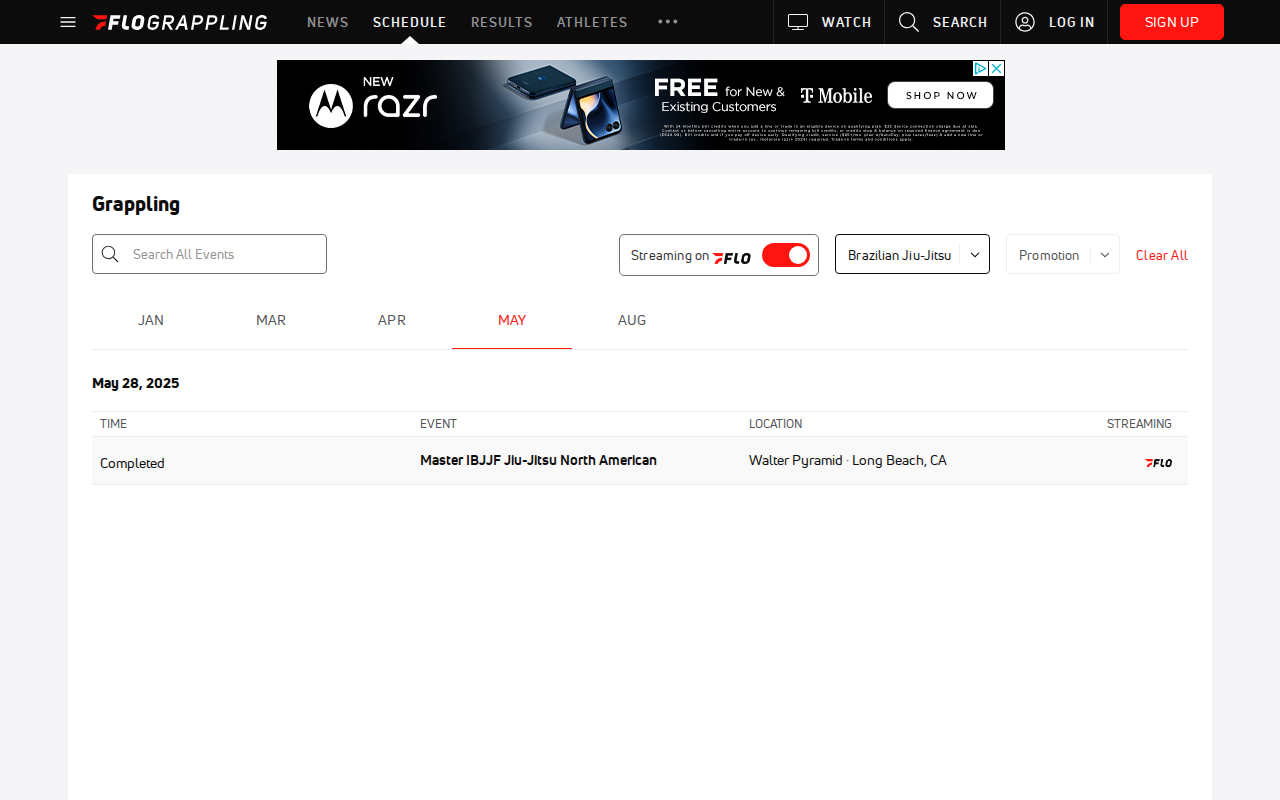 FLOGRAPPLING
NEWS
SCHEDULE
RESULTS
ATHLETES
WATCH
SEARCH
LOG IN
SIGN UP
NEW
razr
FREE for New &
Existing Customers
T Mobile
SHOP NOW
Grappling
Search All Events
Streaming on FLO
Brazilian Jiu-Jitsu
Promotion
Clear All
JAN
MAR
APR
MAY
AUG
May 28, 2025
TIME
EVENT
LOCATION
STREAMING
Completed
Master IBJJF Jiu-Jitsu North American
Walter Pyramid · Long Beach, CA
FLO